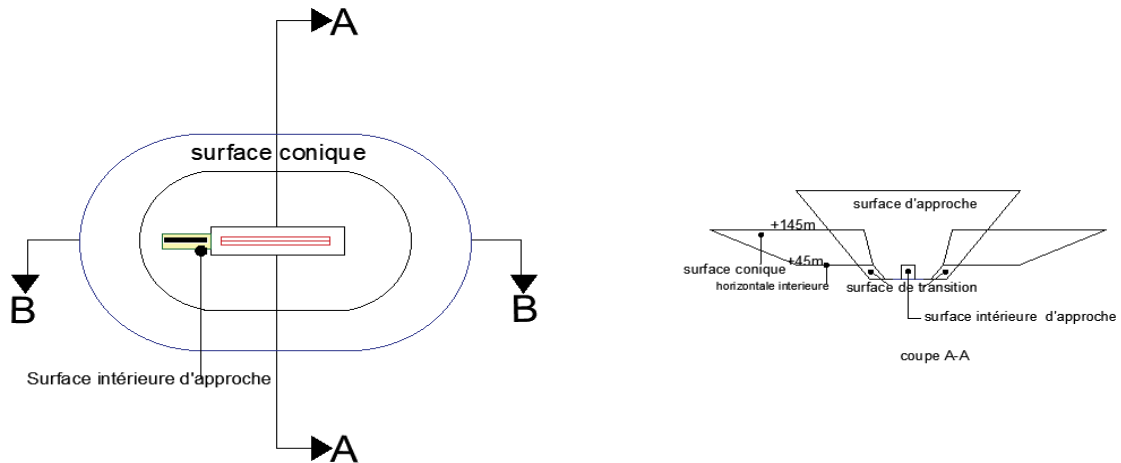 A
surface conique
B
B
Surface intérieure d'approche
A
surface d'approche
+145m
+45m
surface conique
horizontale interieure
surface de transition
surface intérieure d'approche
coupe A-A